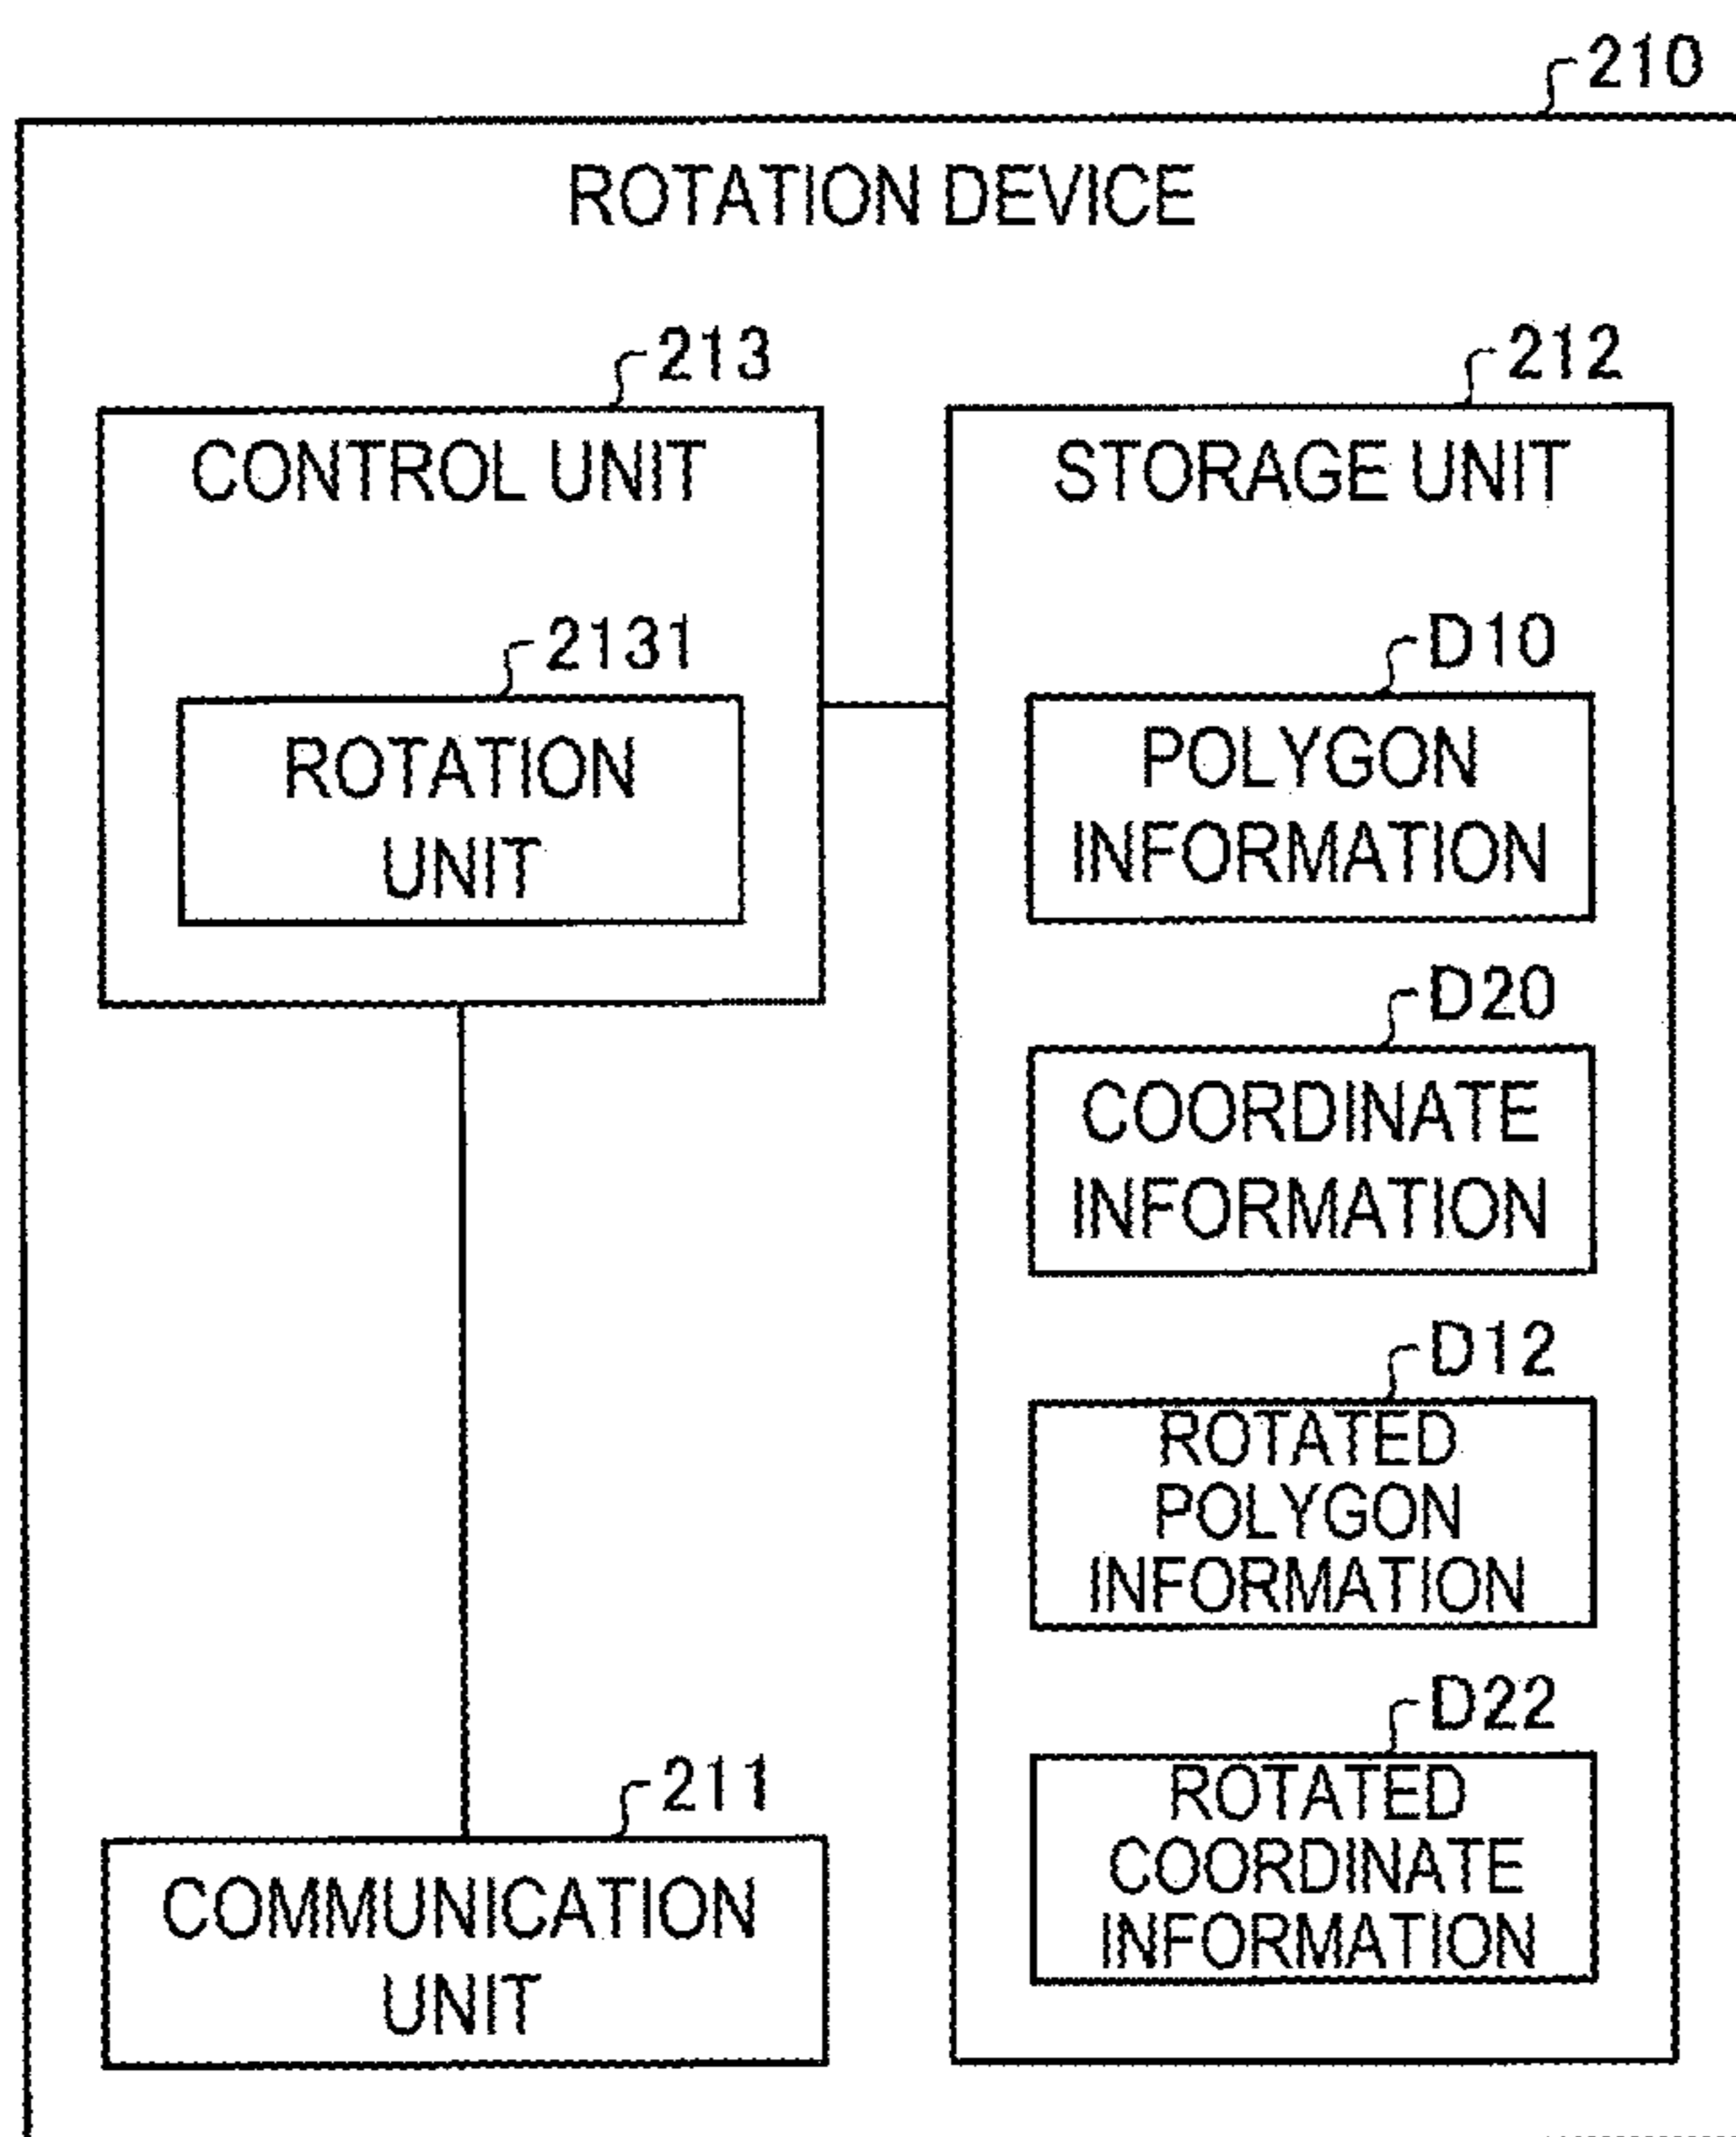 210
ROTATION DEVICE
213
CONTROL UNIT
2131
ROTATION
UNIT
212
STORAGE UNIT
D10
POLYGON
INFORMATION
D20
COORDINATE
INFORMATION
D12
ROTATED
POLYGON
INFORMATION
D22
ROTATED
COORDINATE
INFORMATION
211
COMMUNICATION
UNIT